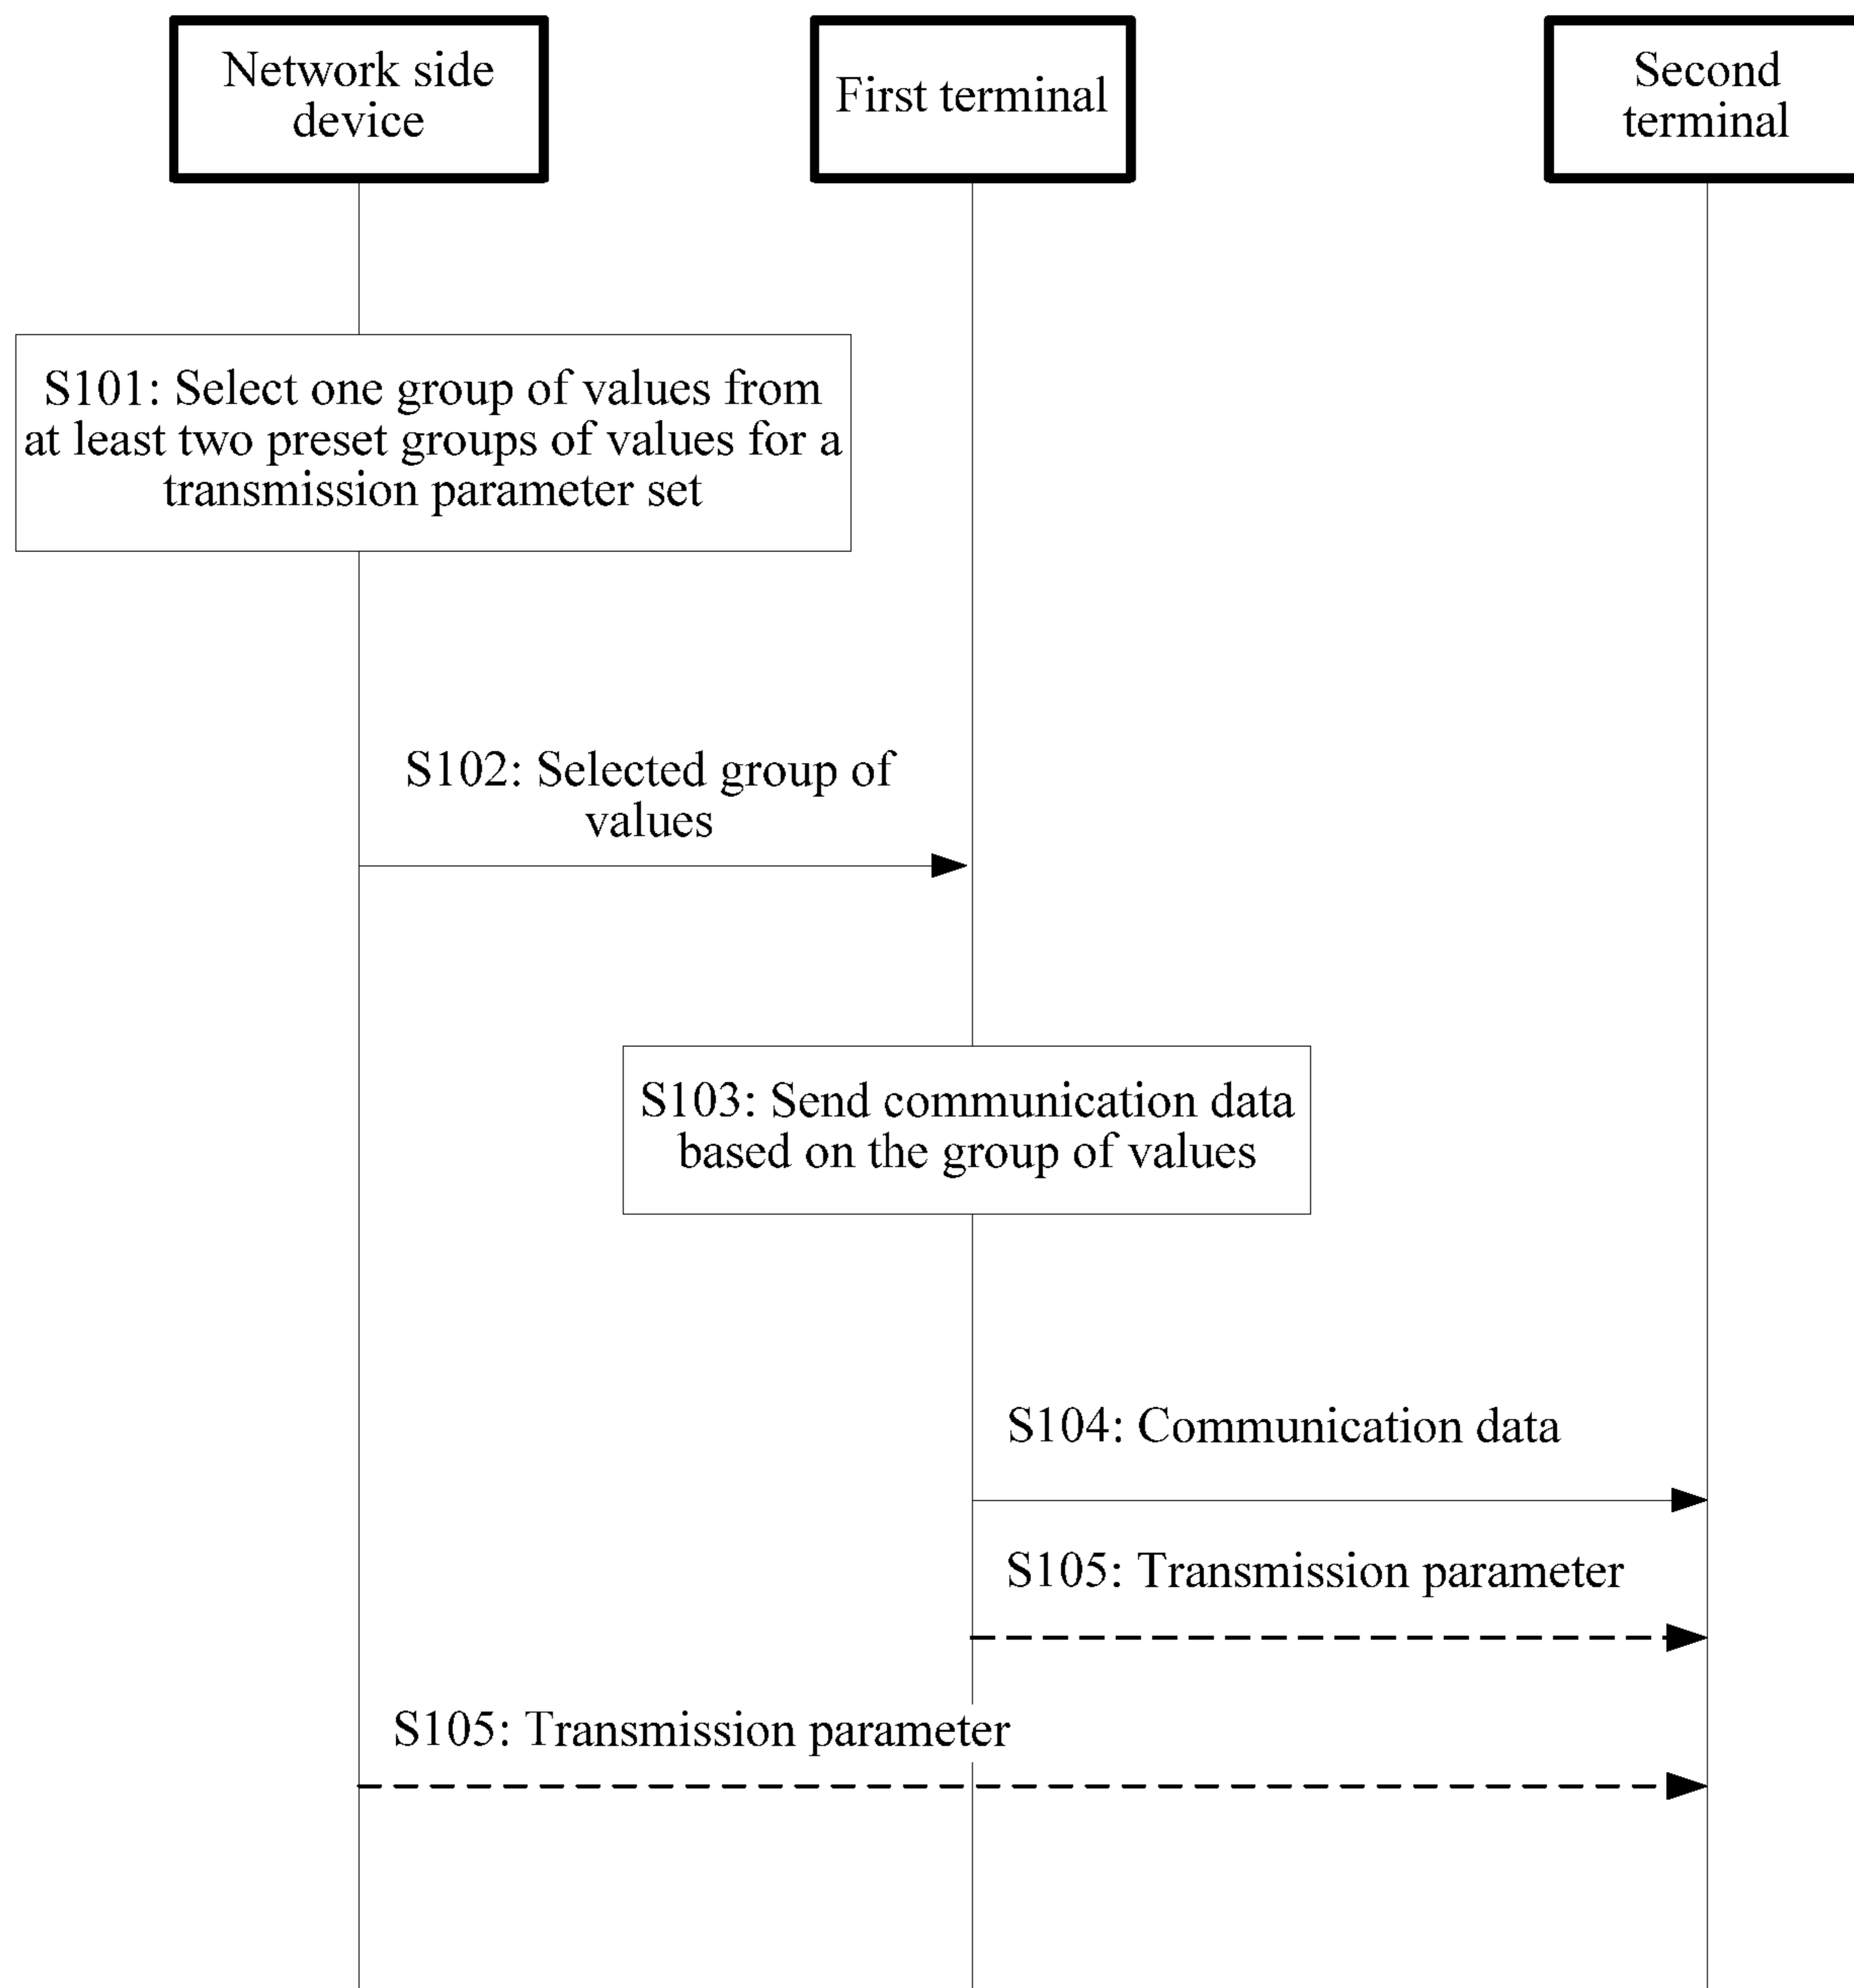 Network side
device
First terminal
Second
terminal
S101: Select one group of values from
at least two preset groups of values for a
transmission parameter set
S102: Selected group of
values
S103: Send communication data
based on the group of values
S104: Communication data
S105: Transmission parameter
S105: Transmission parameter